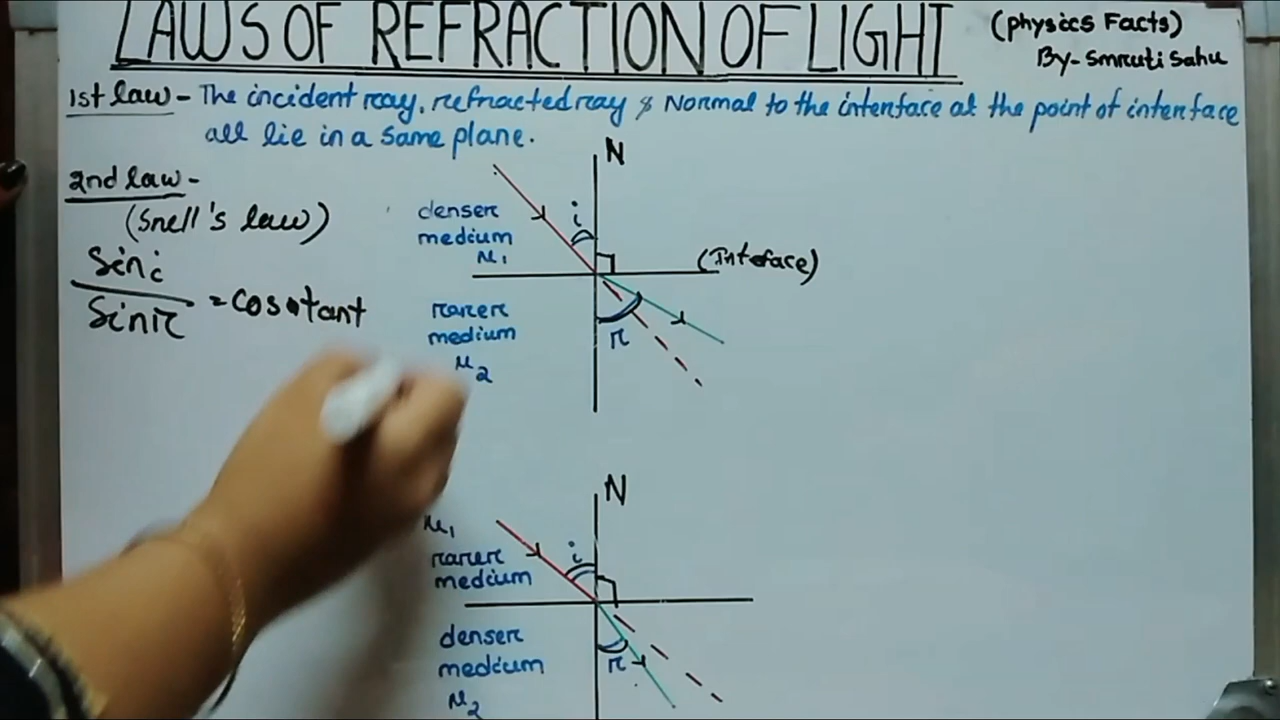 LAWS OF REFRACTION OF LIGHT
(physics Facts)
By- Smruti Sahu
1st law - The incident ray, refracted ray & Normal to the interface at the point of interface
all lie in a same plane.
2nd law -
(Snell's law)
Sin i
Sin r
= constant
N
i
denser
medium
μ1
(Inteface)
rarer
medium
μ2
r
N
μ1
i
rarer
medium
denser
medium
r
μ2